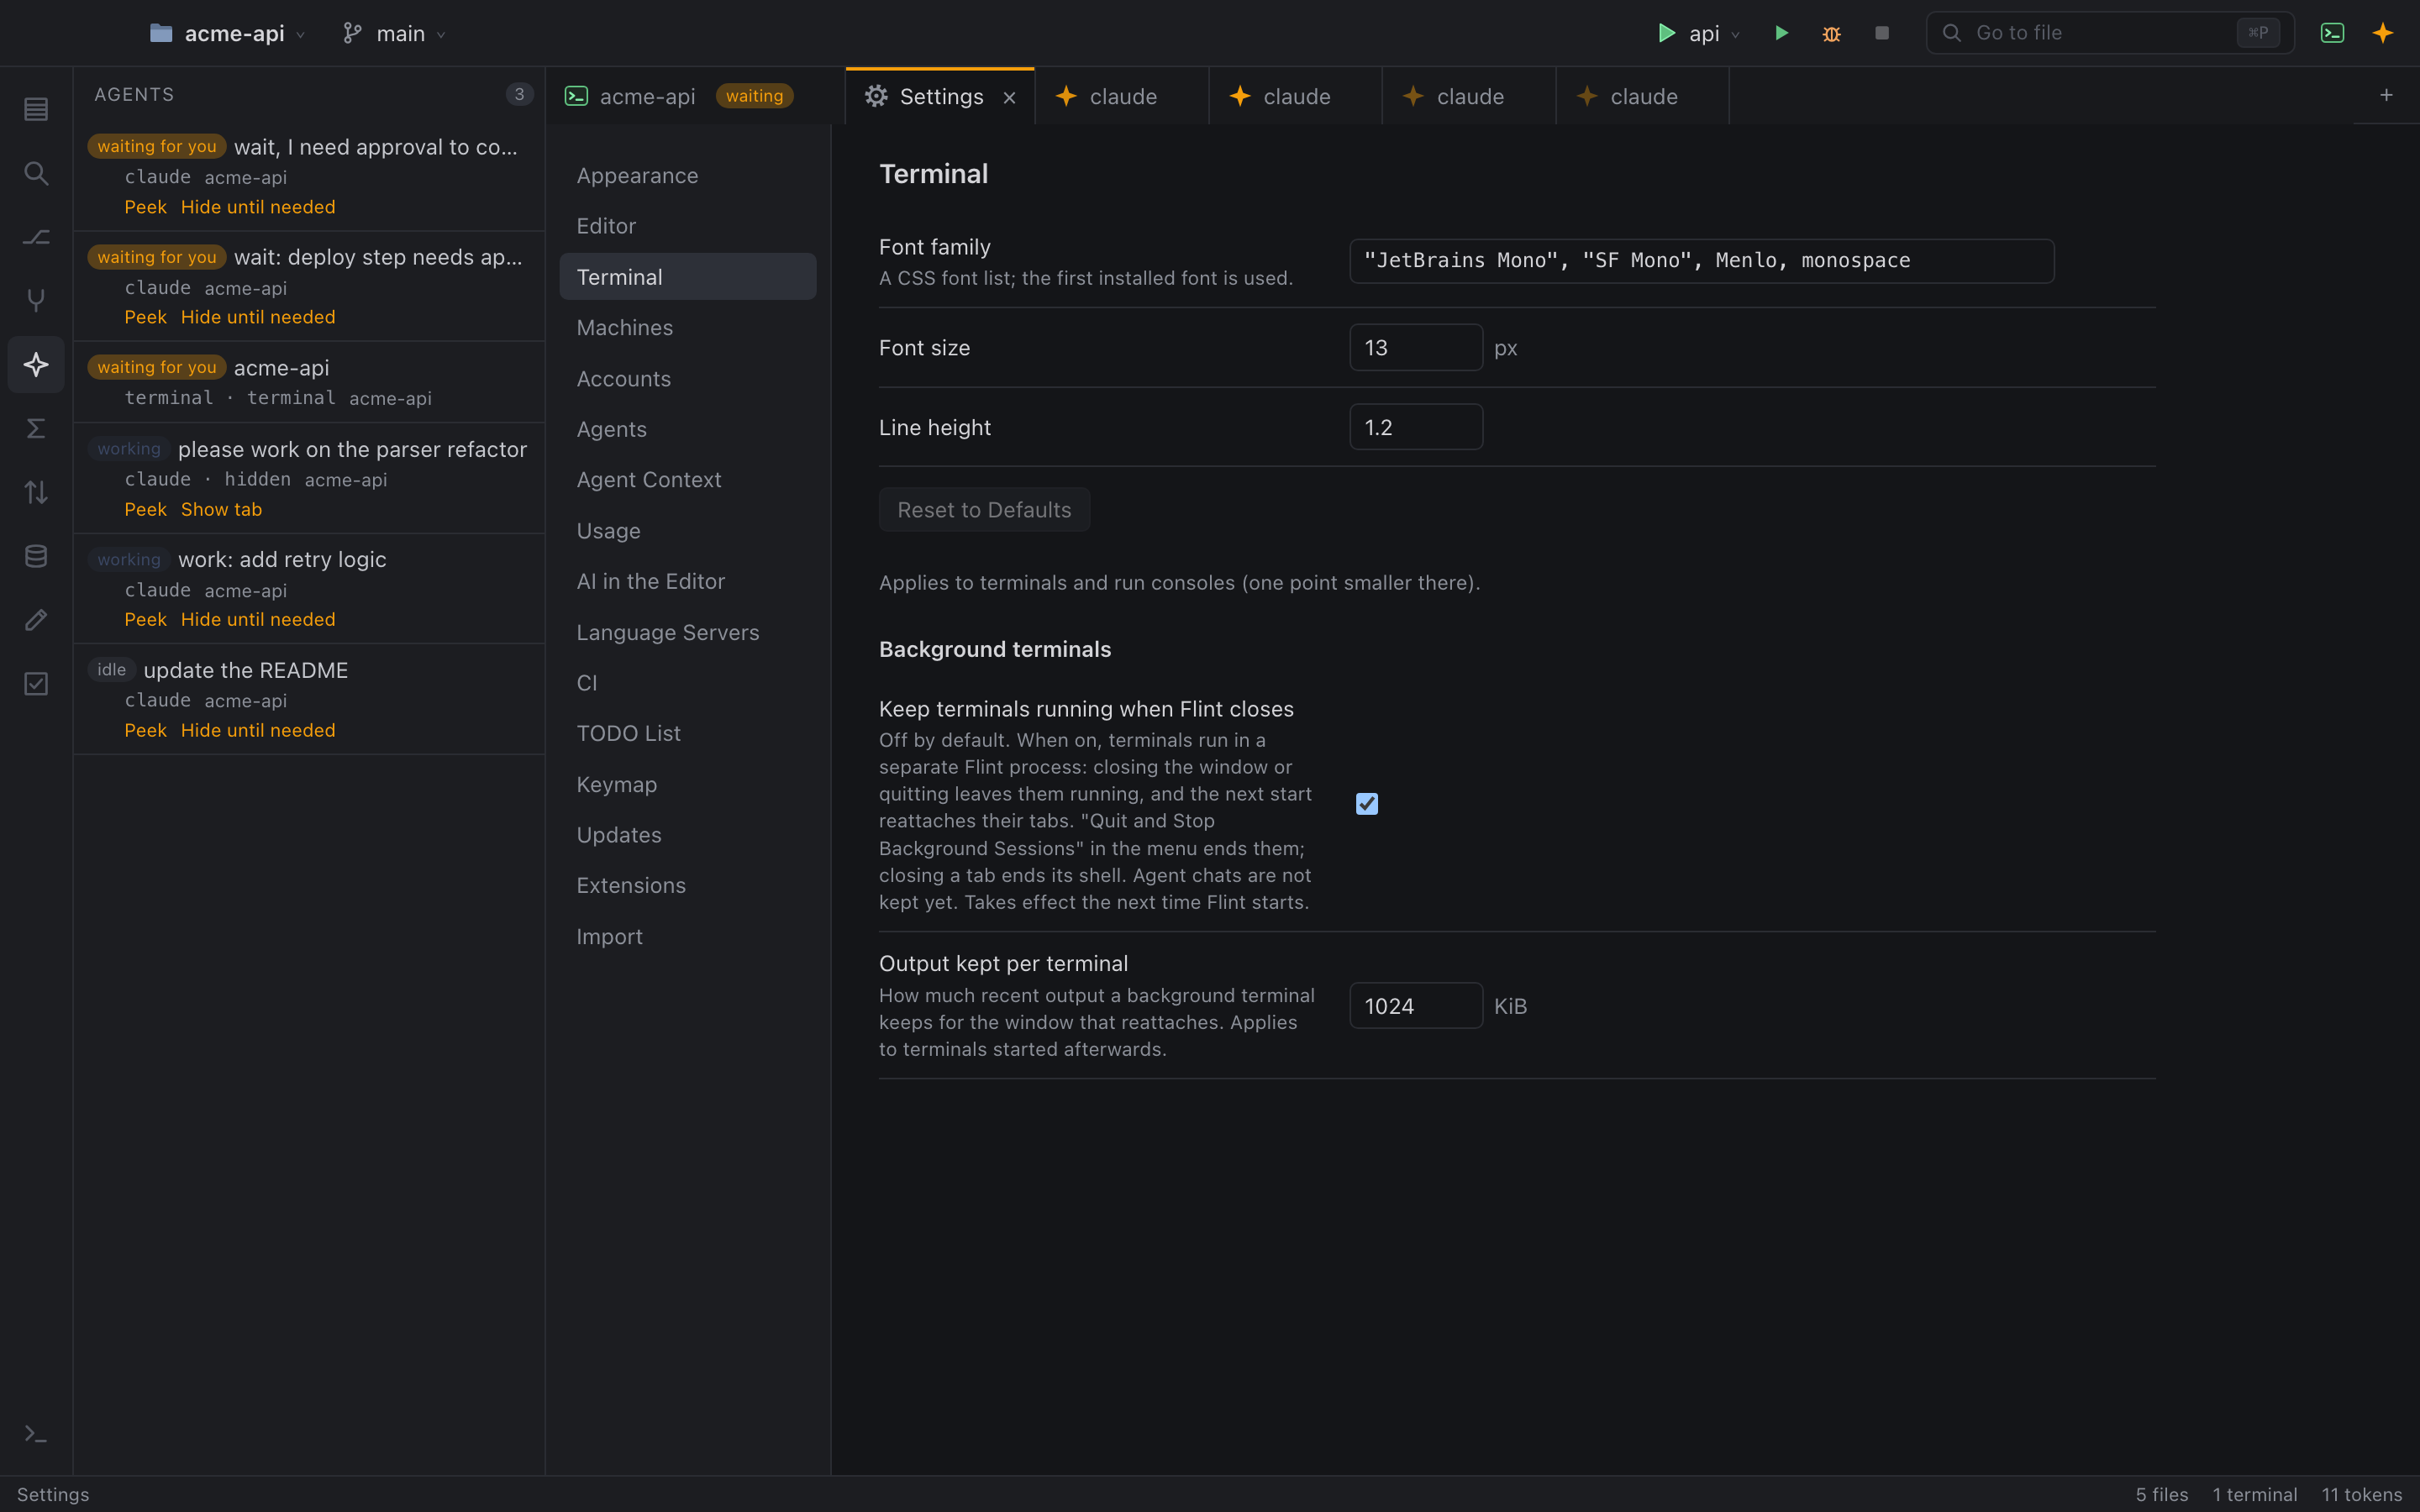 acme-api
main
api
Go to file
⌘P
AGENTS
3
waiting for you wait, I need approval to co...
claude acme-api
Peek Hide until needed
waiting for you wait: deploy step needs ap...
claude acme-api
Peek Hide until needed
waiting for you acme-api
terminal · terminal acme-api
working please work on the parser refactor
claude · hidden acme-api
Peek Show tab
working work: add retry logic
claude acme-api
Peek Hide until needed
idle update the README
claude acme-api
Peek Hide until needed
acme-api waiting
Settings ×
claude
claude
claude
claude
+
Appearance
Editor
Terminal
Machines
Accounts
Agents
Agent Context
Usage
AI in the Editor
Language Servers
CI
TODO List
Keymap
Updates
Extensions
Import
Terminal
Font family
A CSS font list; the first installed font is used.
"JetBrains Mono", "SF Mono", Menlo, monospace
Font size
13 px
Line height
1.2
Reset to Defaults
Applies to terminals and run consoles (one point smaller there).
Background terminals
Keep terminals running when Flint closes
Off by default. When on, terminals run in a
separate Flint process: closing the window or
quitting leaves them running, and the next start
reattaches their tabs. "Quit and Stop
Background Sessions" in the menu ends them;
closing a tab ends its shell. Agent chats are not
kept yet. Takes effect the next time Flint starts.
Output kept per terminal
How much recent output a background terminal
keeps for the window that reattaches. Applies
to terminals started afterwards.
1024 KiB
Settings
5 files
1 terminal
11 tokens